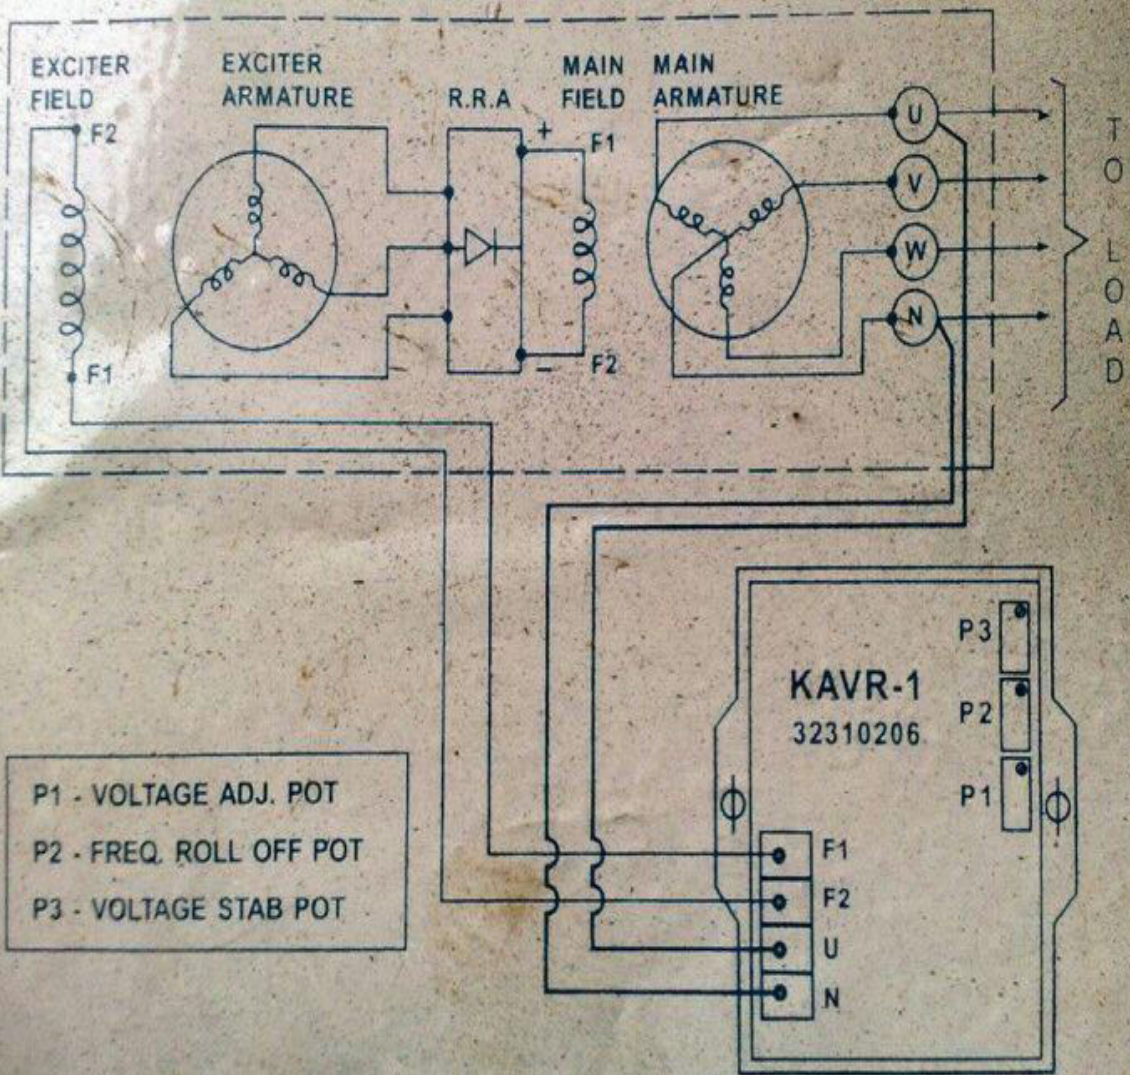 EXCITER
FIELD
EXCITER
ARMATURE
R.R.A
MAIN
FIELD
MAIN
ARMATURE
F2
F1
+
F1
−
F2
U
V
W
N
TO LOAD
KAVR-1
32310206
P3
P2
P1
F1
F2
U
N
P1 - VOLTAGE ADJ. POT
P2 - FREQ. ROLL OFF POT
P3 - VOLTAGE STAB POT